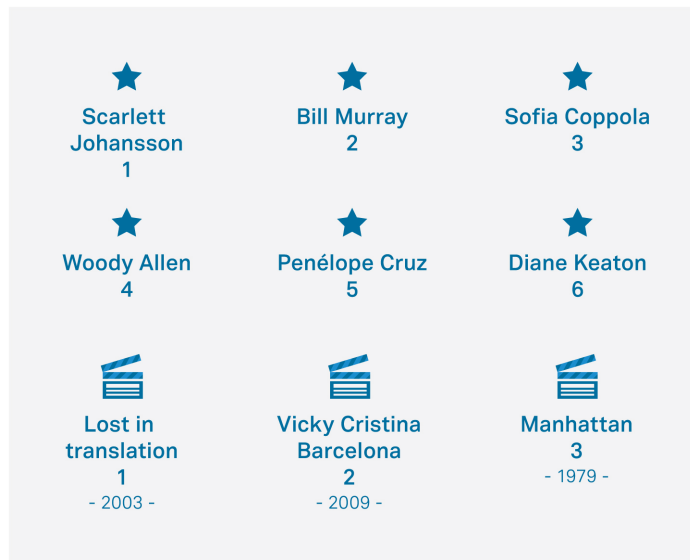 Scarlett
Johansson
1
Bill Murray
2
Sofia Coppola
3
Woody Allen
4
Penélope Cruz
5
Diane Keaton
6
Lost in
translation
1
- 2003 -
Vicky Cristina
Barcelona
2
- 2009 -
Manhattan
3
- 1979 -